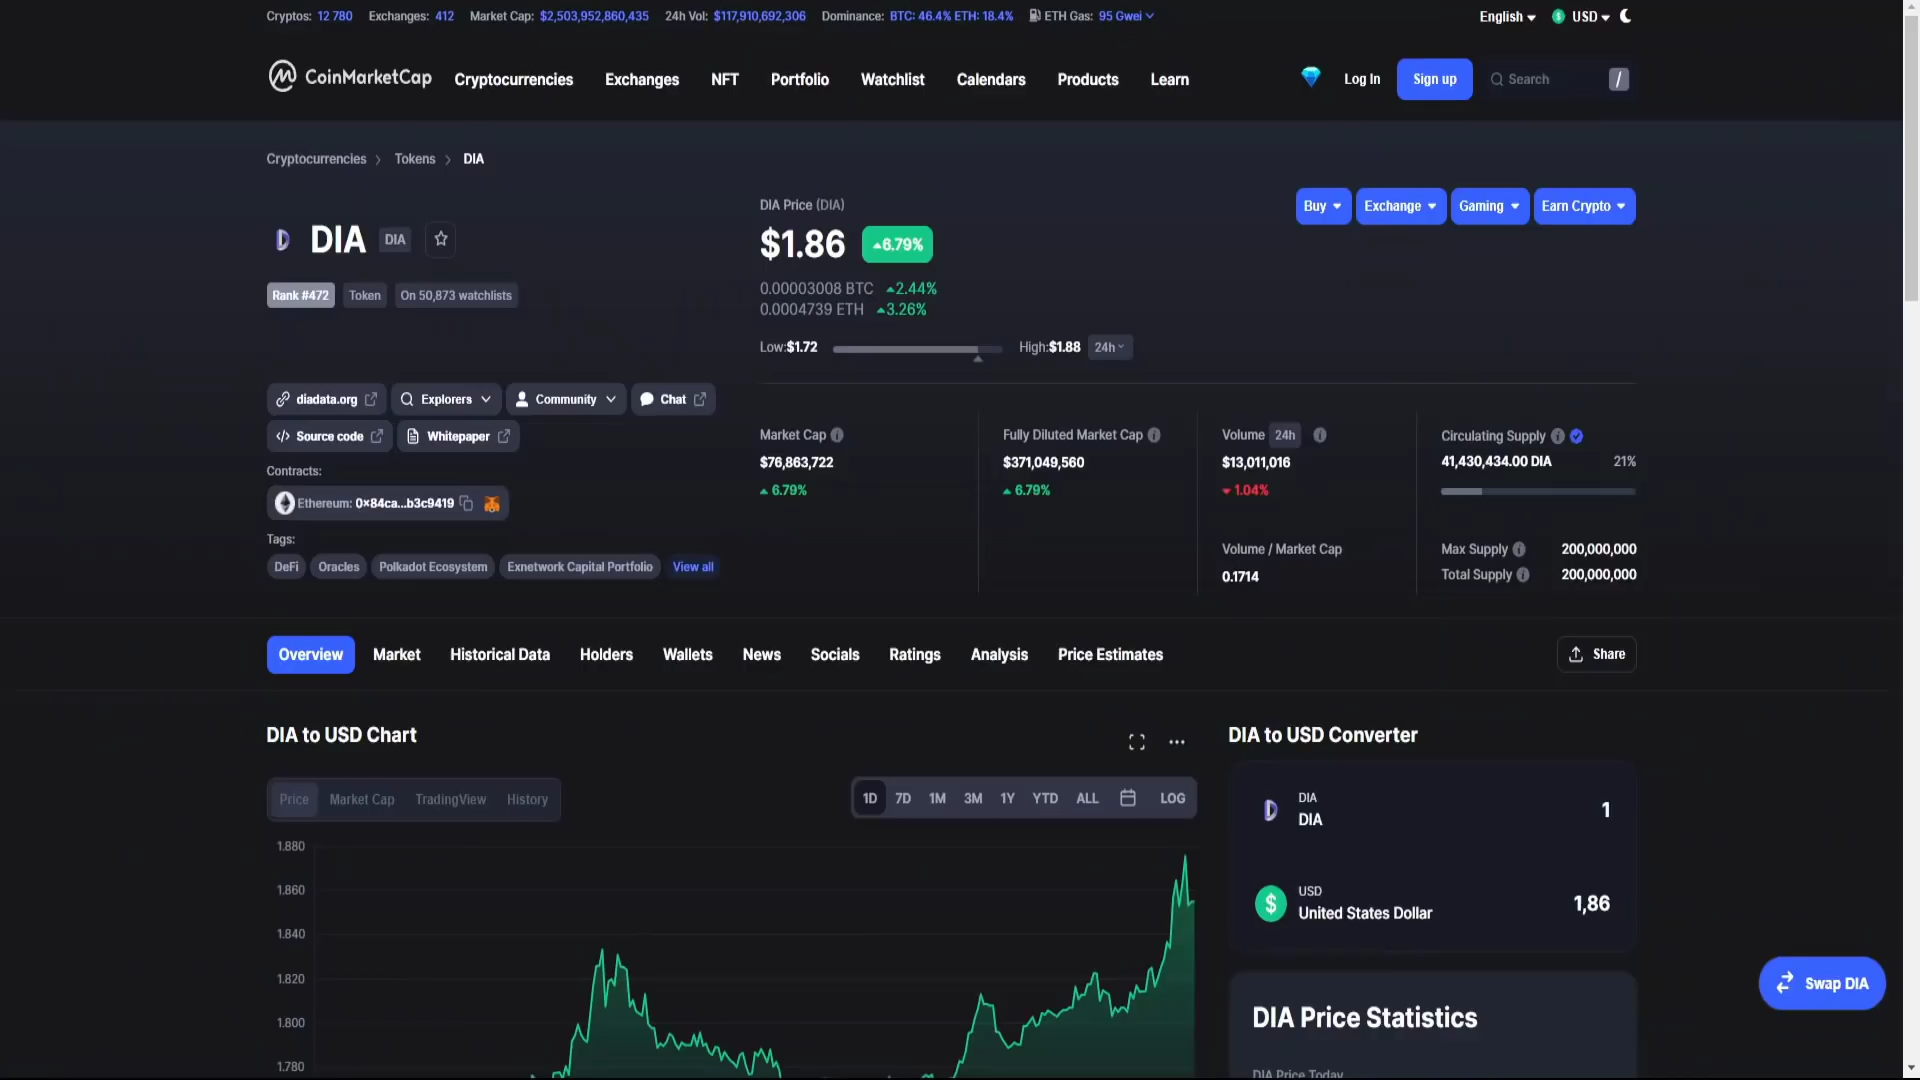 Cryptos: 12 780 Exchanges: 412 Market Cap: $2,503,952,860,435 24h Vol: $117,910,692,306 Dominance: BTC: 46.4% ETH: 18.4% ETH Gas: 95 Gwei English USD
CoinMarketCap Cryptocurrencies Exchanges NFT Portfolio Watchlist Calendars Products Learn Log In Sign up Search /
Cryptocurrencies Tokens DIA
DIA DIA
Rank #472 Token On 50,873 watchlists
diadata.org Explorers Community Chat
Source code Whitepaper
Contracts:
Ethereum: 0x84ca...b3c9419
Tags:
DeFi Oracles Polkadot Ecosystem Exnetwork Capital Portfolio View all
DIA Price (DIA)
$1.86 6.79%
0.00003008 BTC 2.44%
0.0004739 ETH 3.26%
Low:$1.72 High:$1.88 24h
Buy Exchange Gaming Earn Crypto
Market Cap
$76,863,722
6.79%
Fully Diluted Market Cap
$371,049,560
6.79%
Volume 24h
$13,011,016
1.04%
Volume / Market Cap
0.1714
Circulating Supply
41,430,434.00 DIA 21%
Max Supply 200,000,000
Total Supply 200,000,000
Overview Market Historical Data Holders Wallets News Socials Ratings Analysis Price Estimates Share
DIA to USD Chart
Price Market Cap TradingView History 1D 7D 1M 3M 1Y YTD ALL LOG
1.880
1.860
1.840
1.820
1.800
1.780
DIA to USD Converter
DIA
DIA 1
USD
United States Dollar 1,86
Swap DIA
DIA Price Statistics
DIA Price Today